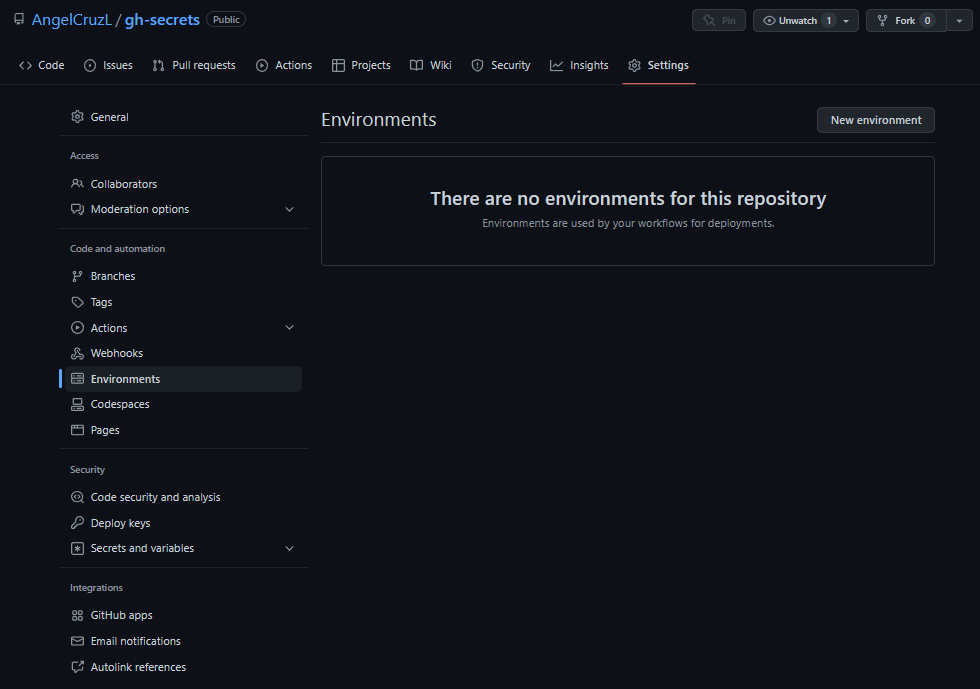 AngelCruzL / gh-secrets Public
Pin Unwatch 1 Fork 0
Code Issues Pull requests Actions Projects Wiki Security Insights Settings
General
Access
Collaborators
Moderation options
Code and automation
Branches
Tags
Actions
Webhooks
Environments
Codespaces
Pages
Security
Code security and analysis
Deploy keys
Secrets and variables
Integrations
GitHub apps
Email notifications
Autolink references
Environments
New environment
There are no environments for this repository
Environments are used by your workflows for deployments.